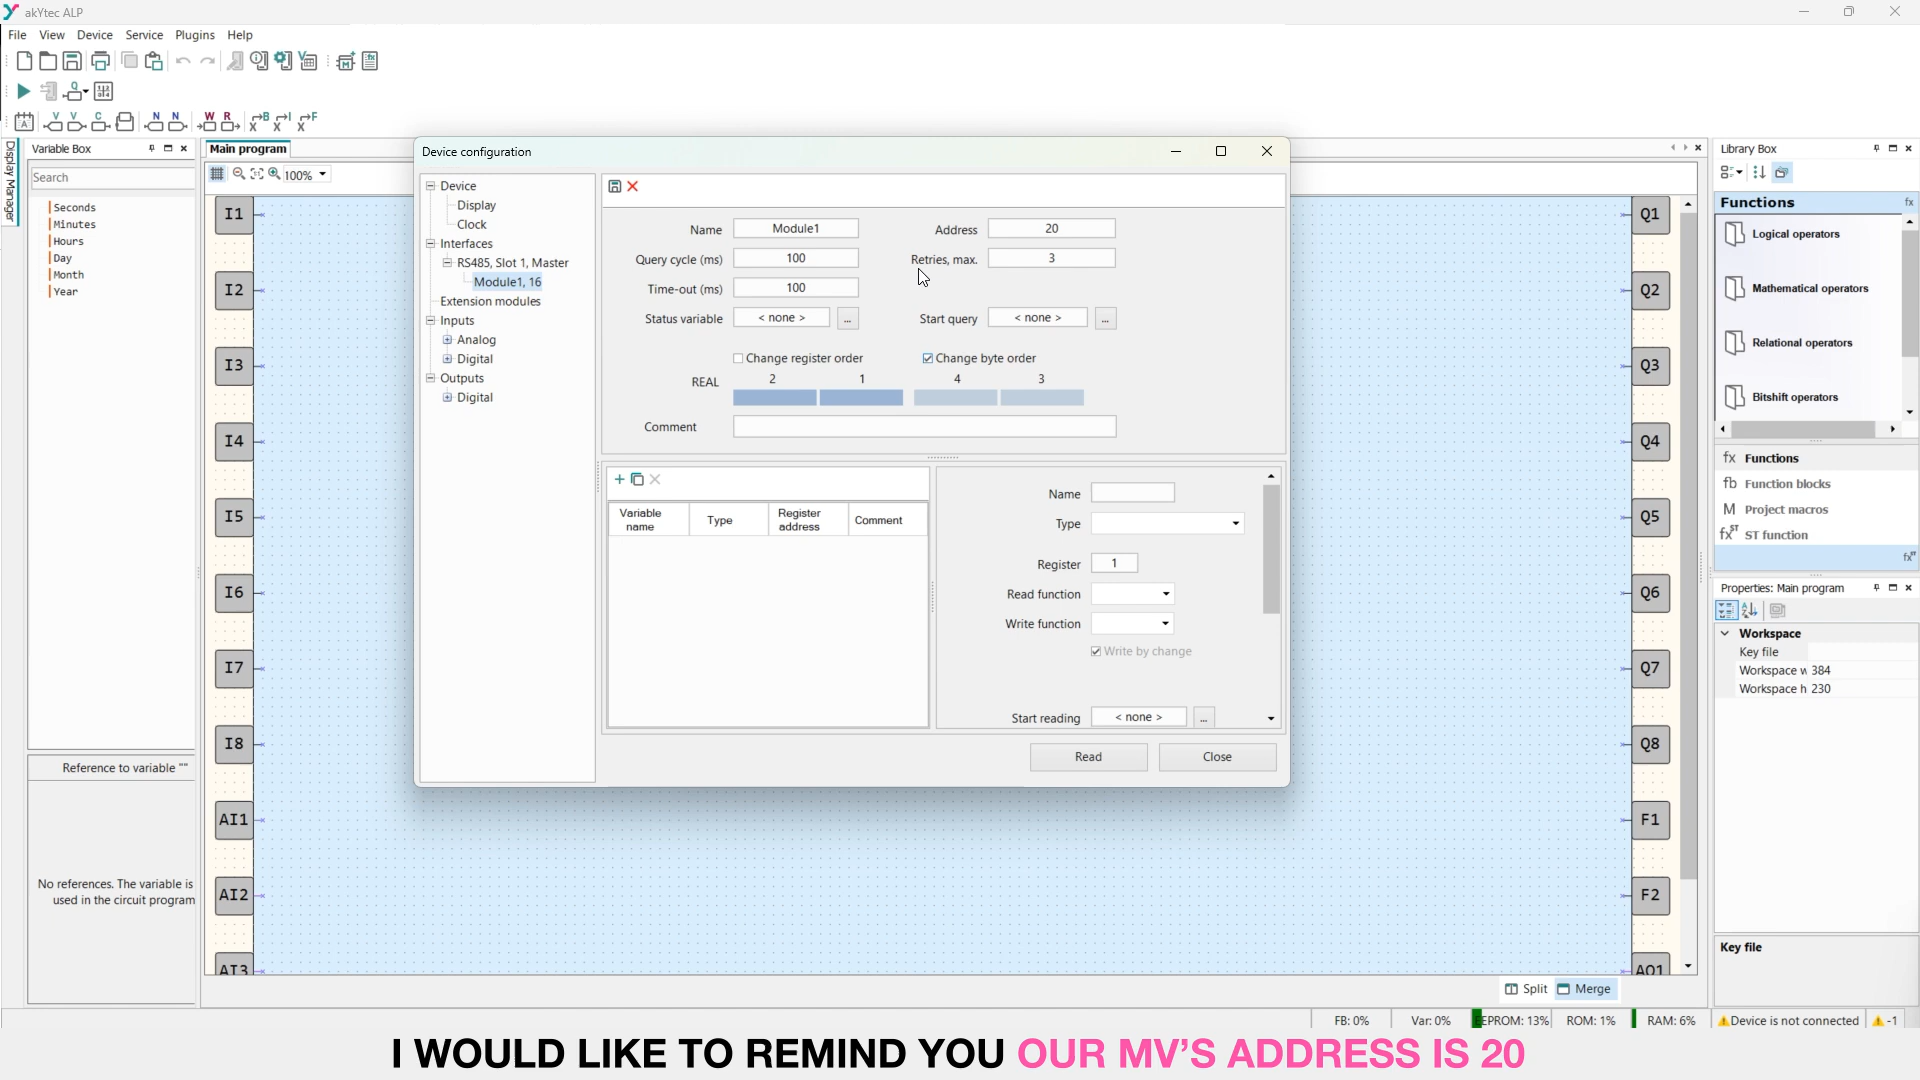 akYtec ALP
File View Device Service Plugins Help
Display Manager
Variable Box
Search
Seconds
Minutes
Hours
Day
Month
Year
Reference to variable ""
No references. The variable is
used in the circuit program
Main program
100%
I1
I2
I3
I4
I5
I6
I7
I8
AI1
AI2
AI3
Device configuration
Device
Display
Clock
Interfaces
RS485, Slot 1, Master
Module1, 16
Extension modules
Inputs
Analog
Digital
Outputs
Digital
Name Module1 Address 20
Query cycle (ms) 100 Retries, max. 3
Time-out (ms) 100
Status variable < none > ... Start query < none > ...
Change register order Change byte order
REAL 2 1 4 3
Comment
Variable name Type Register address Comment
Name
Type
Register 1
Read function
Write function
Write by change
Start reading < none > ...
Read Close
Q1
Q2
Q3
Q4
Q5
Q6
Q7
Q8
F1
F2
AO1
Split Merge
Library Box
Functions fx
Logical operators
Mathematical operators
Relational operators
Bitshift operators
fx Functions
fb Function blocks
M Project macros
fxST ST function
Properties: Main program
Workspace
Key file
Workspace w 384
Workspace h 230
Key file
FB: 0% Var: 0% EEPROM: 13% ROM: 1% RAM: 6% Device is not connected -1
I WOULD LIKE TO REMIND YOU OUR MV'S ADDRESS IS 20